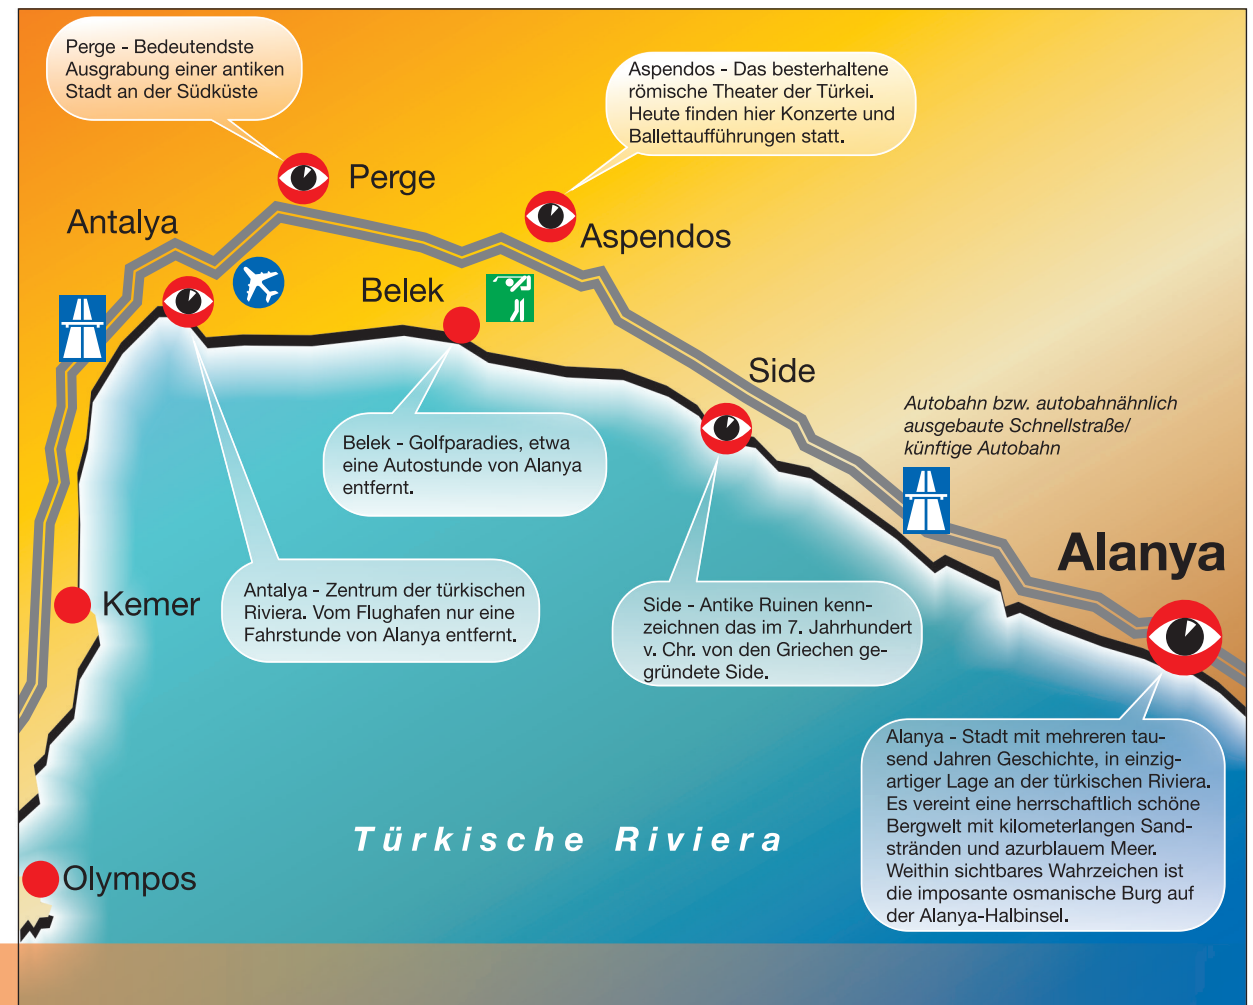 Perge - Bedeutendste
Ausgrabung einer antiken
Stadt an der Südküste
Aspendos - Das besterhaltene
römische Theater der Türkei.
Heute finden hier Konzerte und
Ballettaufführungen statt.
Perge
Antalya
Aspendos
Belek
Side
Autobahn bzw. autobahnähnlich
ausgebaute Schnellstraße/
künftige Autobahn
Belek - Golfparadies, etwa
eine Autostunde von Alanya
entfernt.
Alanya
Antalya - Zentrum der türkischen
Riviera. Vom Flughafen nur eine
Fahrstunde von Alanya entfernt.
Kemer
Side - Antike Ruinen kenn-
zeichnen das im 7. Jahrhundert
v. Chr. von den Griechen ge-
gründete Side.
Alanya - Stadt mit mehreren tau-
send Jahren Geschichte, in einzig-
artiger Lage an der türkischen Riviera.
Es vereint eine herrschaftlich schöne
Bergwelt mit kilometerlangen Sand-
stränden und azurblauem Meer.
Weithin sichtbares Wahrzeichen ist
die imposante osmanische Burg auf
der Alanya-Halbinsel.
Türkische Riviera
Olympos